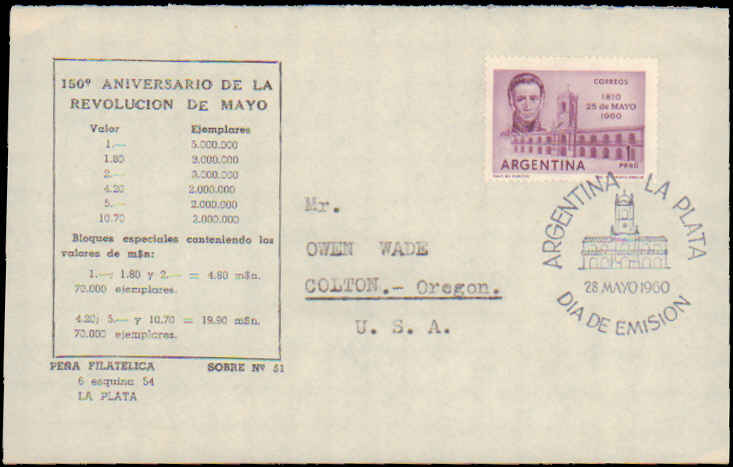 150º ANIVERSARIO DE LA
REVOLUCION DE MAYO
Valor Ejemplares
1.— 5.000.000
1.80 3.000.000
2.— 3.000.000
4.20 2.000.000
5.— 2.000.000
10.70 2.000.000
Bloques especiales conteniendo los
valores de m$n:
1.—; 1.80 y 2.— = 4.80 m$n.
70.000 ejemplares.
4.20; 5.— y 10.70 = 19.90 m$n.
70.000 ejemplares.
PEÑA FILATELICA SOBRE Nº 51
6 esquina 54
LA PLATA
CORREOS
1810
25 de MAYO
1960
1 PESO
ARGENTINA
Mr.
OWEN WADE
COLTON.- Oregon.
U. S. A.
ARGENTINA LA PLATA
28 MAYO 1960
DIA DE EMISION